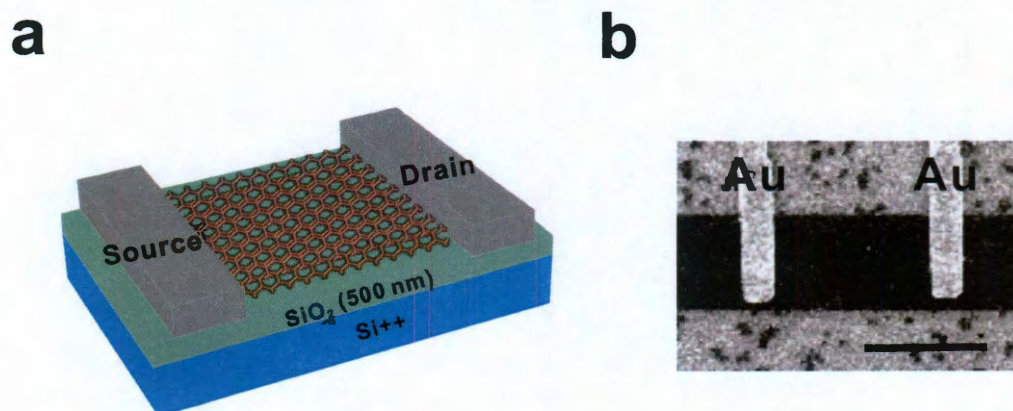 a
b
Source
Drain
SiO₂ (500 nm)
Si++
Au
Au